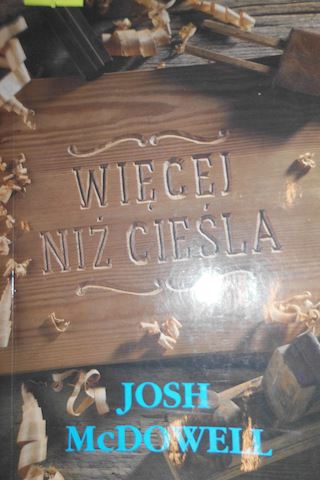 WIĘCEJ
NIŻ CIEŚLA
JOSH
McDOWELL